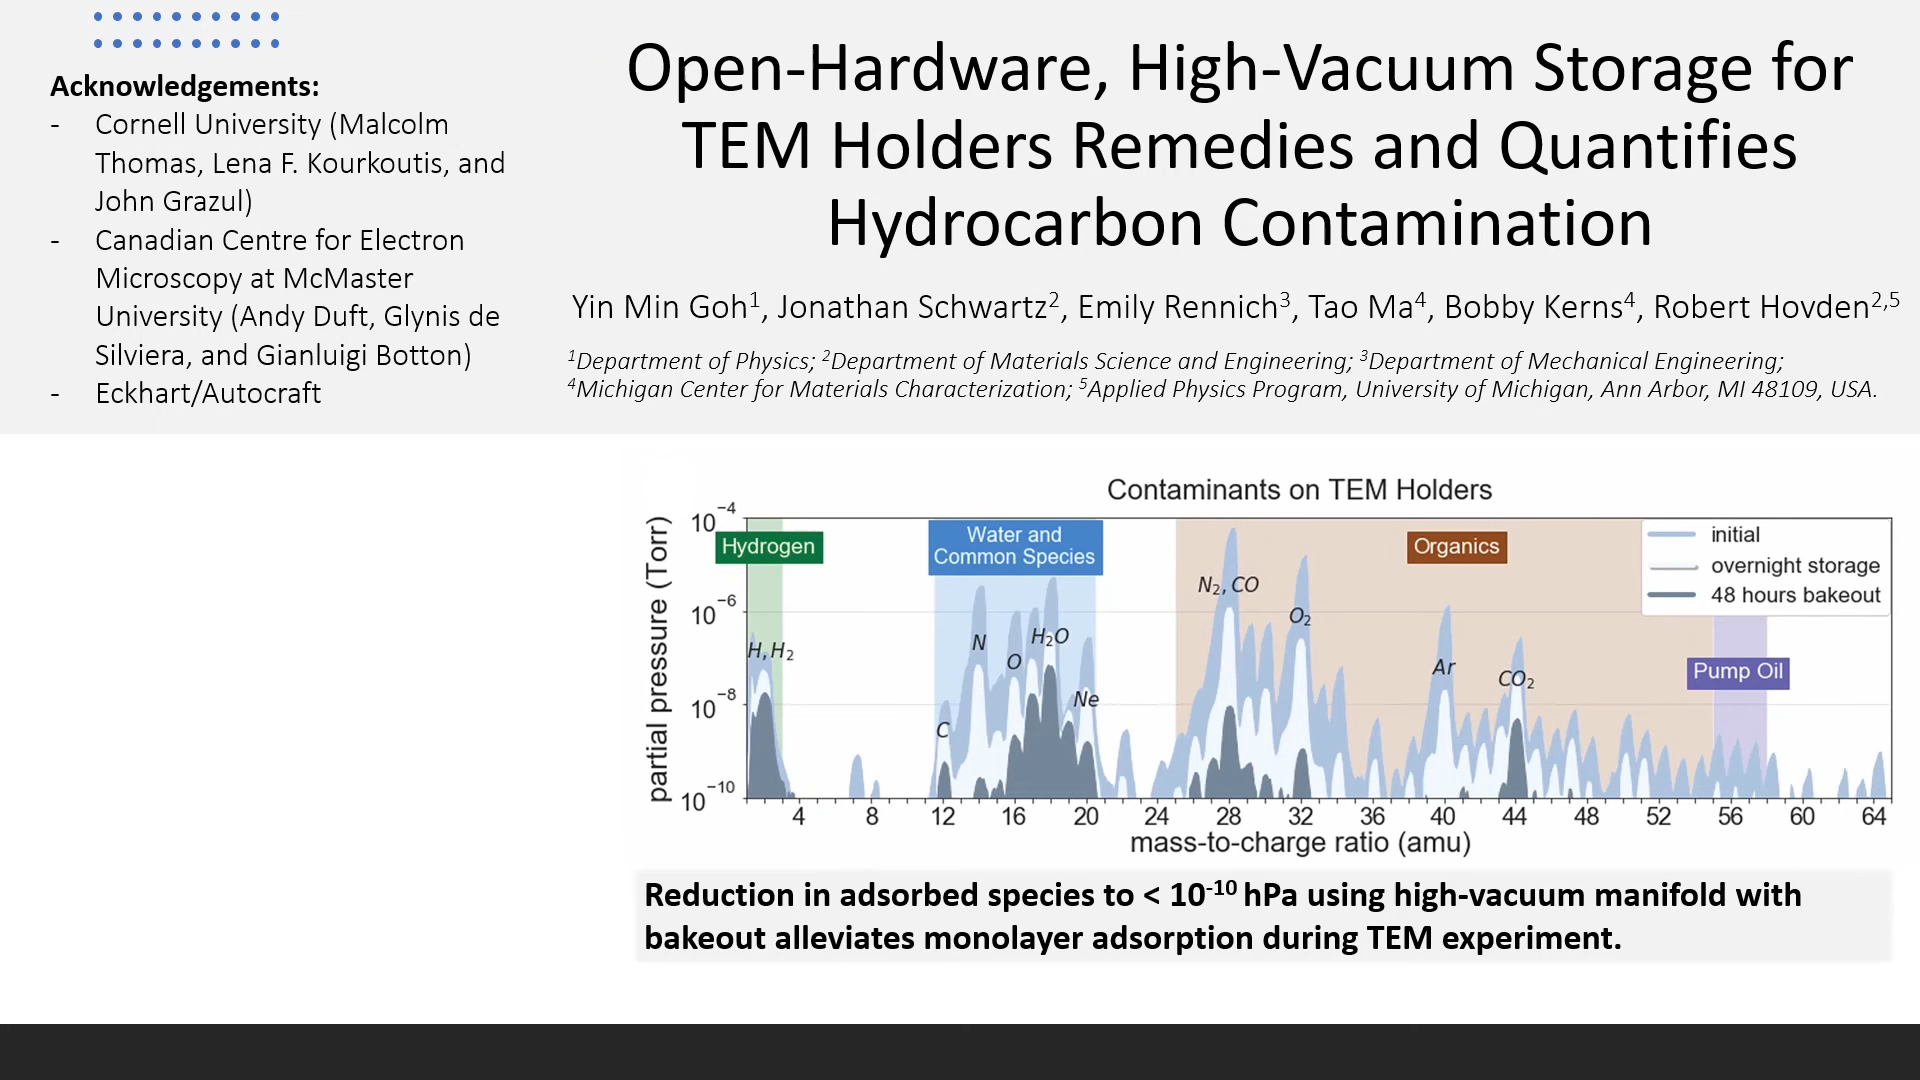 Acknowledgements:
- Cornell University (Malcolm
Thomas, Lena F. Kourkoutis, and
John Grazul)
- Canadian Centre for Electron
Microscopy at McMaster
University (Andy Duft, Glynis de
Silviera, and Gianluigi Botton)
- Eckhart/Autocraft
Open-Hardware, High-Vacuum Storage for
TEM Holders Remedies and Quantifies
Hydrocarbon Contamination
Yin Min Goh¹, Jonathan Schwartz², Emily Rennich³, Tao Ma⁴, Bobby Kerns⁴, Robert Hovden²,⁵
¹Department of Physics; ²Department of Materials Science and Engineering; ³Department of Mechanical Engineering;
⁴Michigan Center for Materials Characterization; ⁵Applied Physics Program, University of Michigan, Ann Arbor, MI 48109, USA.
Contaminants on TEM Holders
partial pressure (Torr)
10⁻⁴
10⁻⁶
10⁻⁸
10⁻¹⁰
Hydrogen
Water and
Common Species
Organics
Pump Oil
initial
overnight storage
48 hours bakeout
H, H₂
C
N
O
H₂O
Ne
N₂, CO
O₂
Ar
CO₂
4 8 12 16 20 24 28 32 36 40 44 48 52 56 60 64
mass-to-charge ratio (amu)
Reduction in adsorbed species to < 10⁻¹⁰ hPa using high-vacuum manifold with
bakeout alleviates monolayer adsorption during TEM experiment.